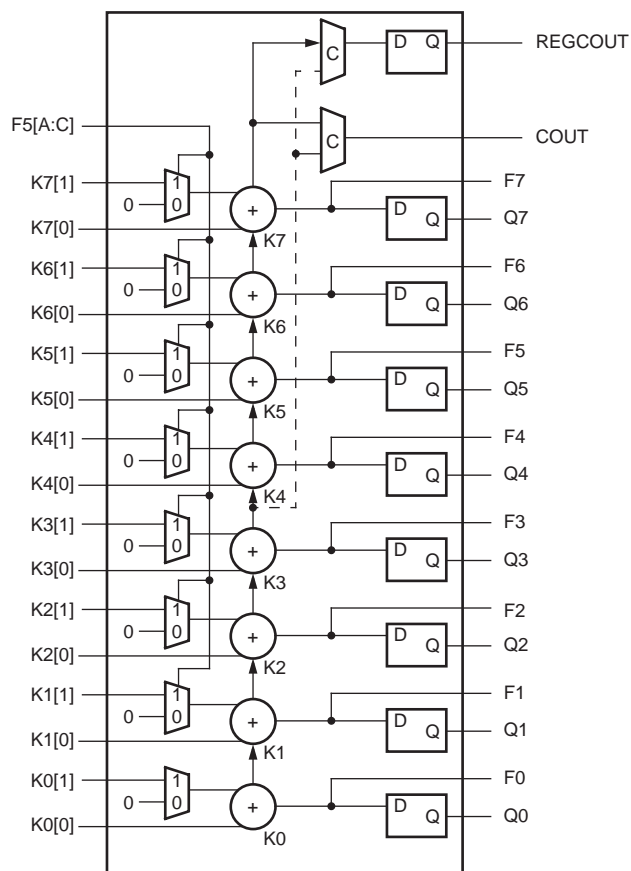 D Q
REGCOUT
C
F5[A:C]
C
COUT
K7[1]
1
0
0
F7
D
Q
Q7
K7[0]
+
K7
K6[1]
1
0
0
F6
D
Q
Q6
K6[0]
+
K6
K5[1]
1
0
0
F5
D
Q
Q5
K5[0]
+
K5
K4[1]
1
0
0
F4
D
Q
Q4
K4[0]
+
K4
K3[1]
1
0
0
F3
D
Q
Q3
K3[0]
+
K3
K2[1]
1
0
0
F2
D
Q
Q2
K2[0]
+
K2
K1[1]
1
0
0
F1
D
Q
Q1
K1[0]
+
K1
K0[1]
1
0
0
F0
D
Q
Q0
K0[0]
+
K0